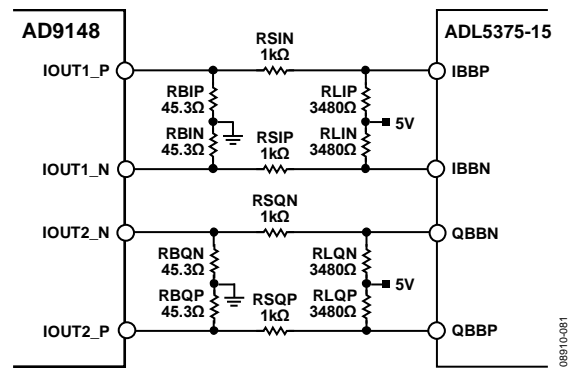 AD9148
ADL5375-15
RSIN
1kΩ
IOUT1_P
IBBP
RBIP
45.3Ω
RLIP
3480Ω
5V
RBIN
45.3Ω
RSIP
1kΩ
RLIN
3480Ω
IOUT1_N
IBBN
RSQN
1kΩ
IOUT2_N
QBBN
RBQN
45.3Ω
RLQN
3480Ω
5V
RBQP
45.3Ω
RSQP
1kΩ
RLQP
3480Ω
IOUT2_P
QBBP
08910-081